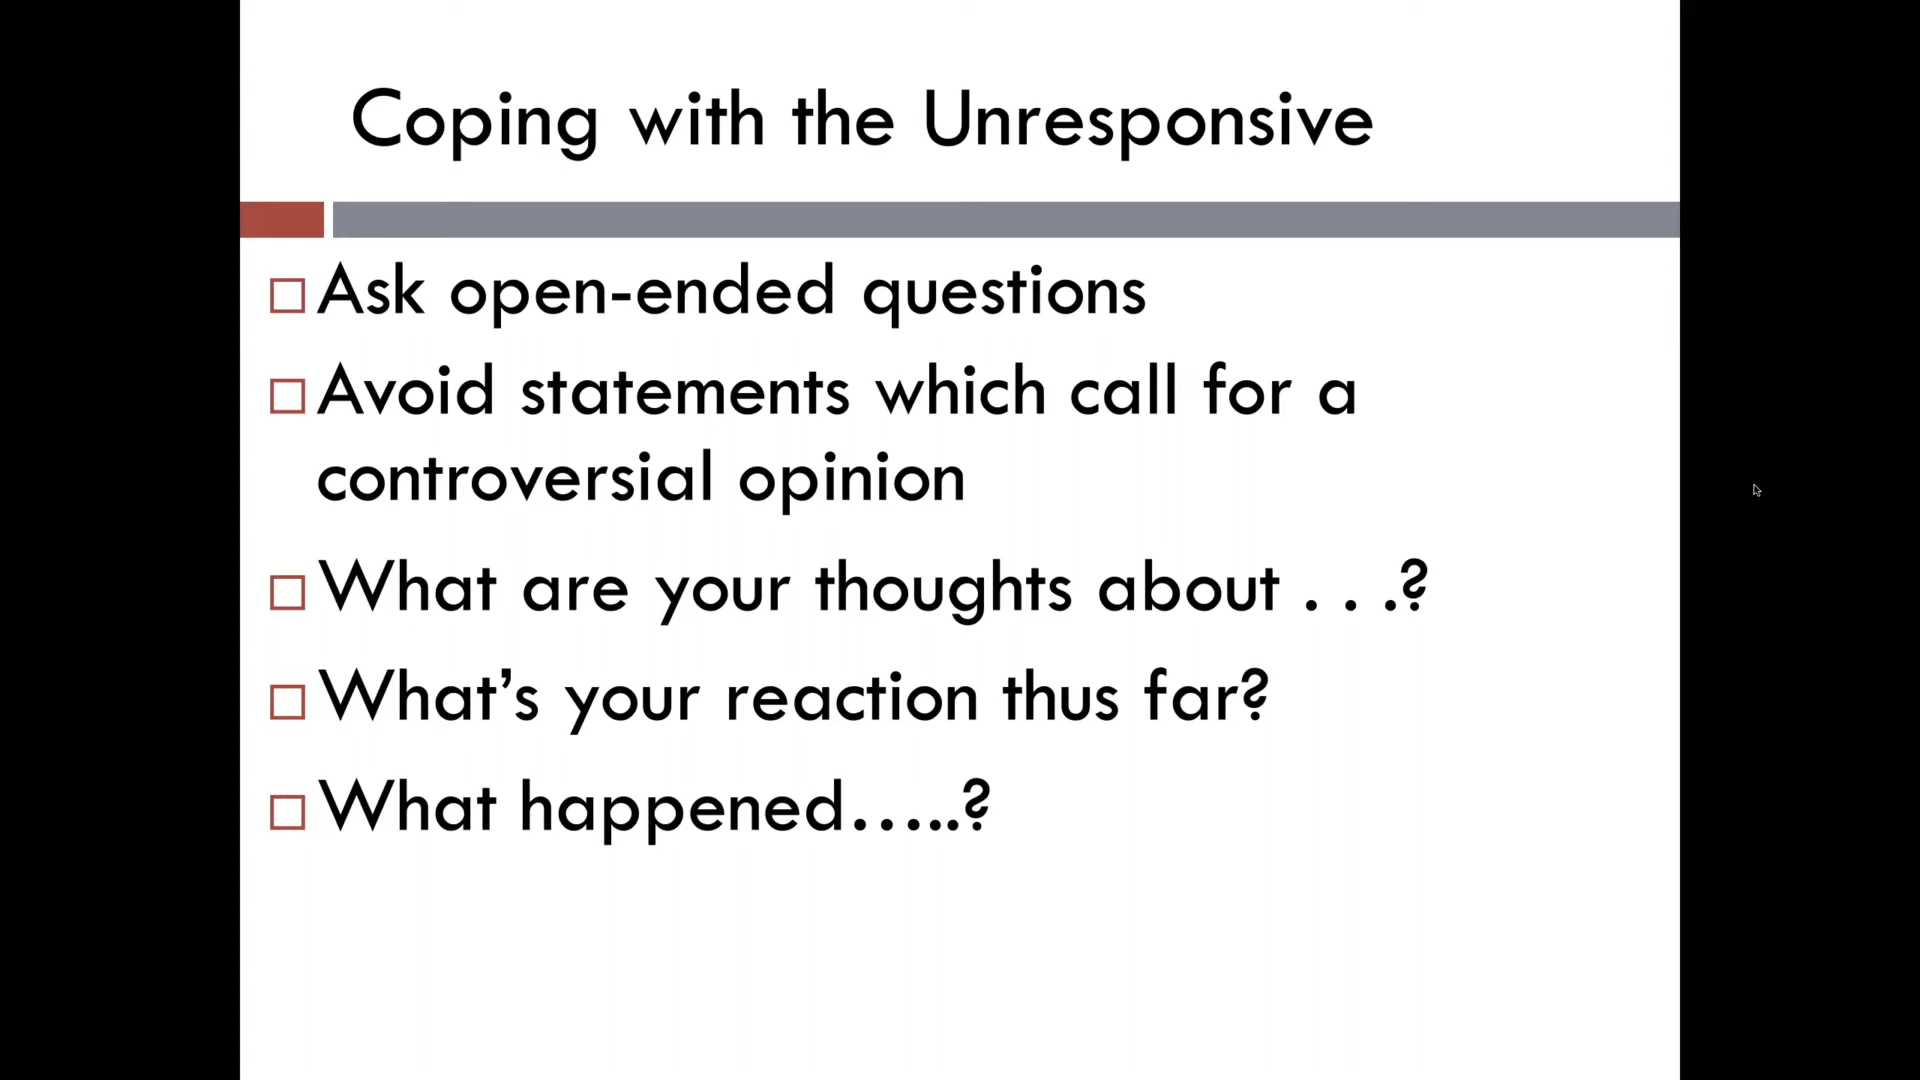 Coping with the Unresponsive
Ask open-ended questions
Avoid statements which call for a
controversial opinion
What are your thoughts about . . .?
What’s your reaction thus far?
What happened…..?